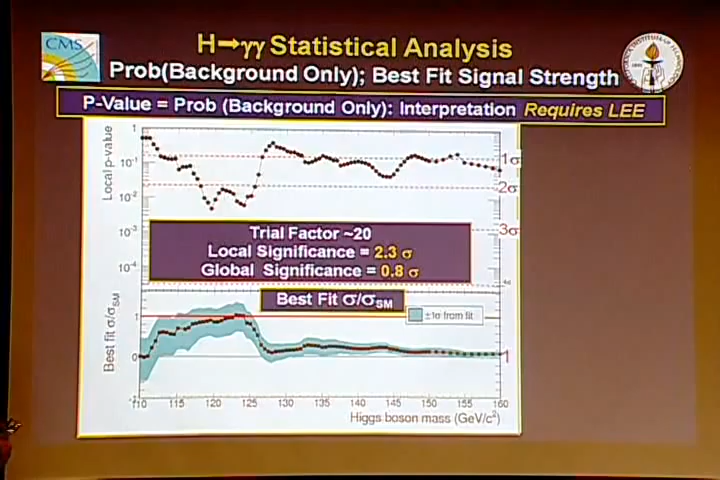 CMS
H→γγ Statistical Analysis
Prob(Background Only); Best Fit Signal Strength
P-Value = Prob (Background Only): Interpretation Requires LEE
Local p-value
1
10⁻¹
10⁻²
10⁻³
10⁻⁴
1σ
2σ
3σ
Trial Factor ~20
Local Significance = 2.3 σ
Global Significance = 0.8 σ
Best Fit σ/σSM
±1σ from fit
Best fit σ/σSM
1
0
-1
1
110 115 120 125 130 135 140 145 150 155 160
Higgs boson mass (GeV/c²)